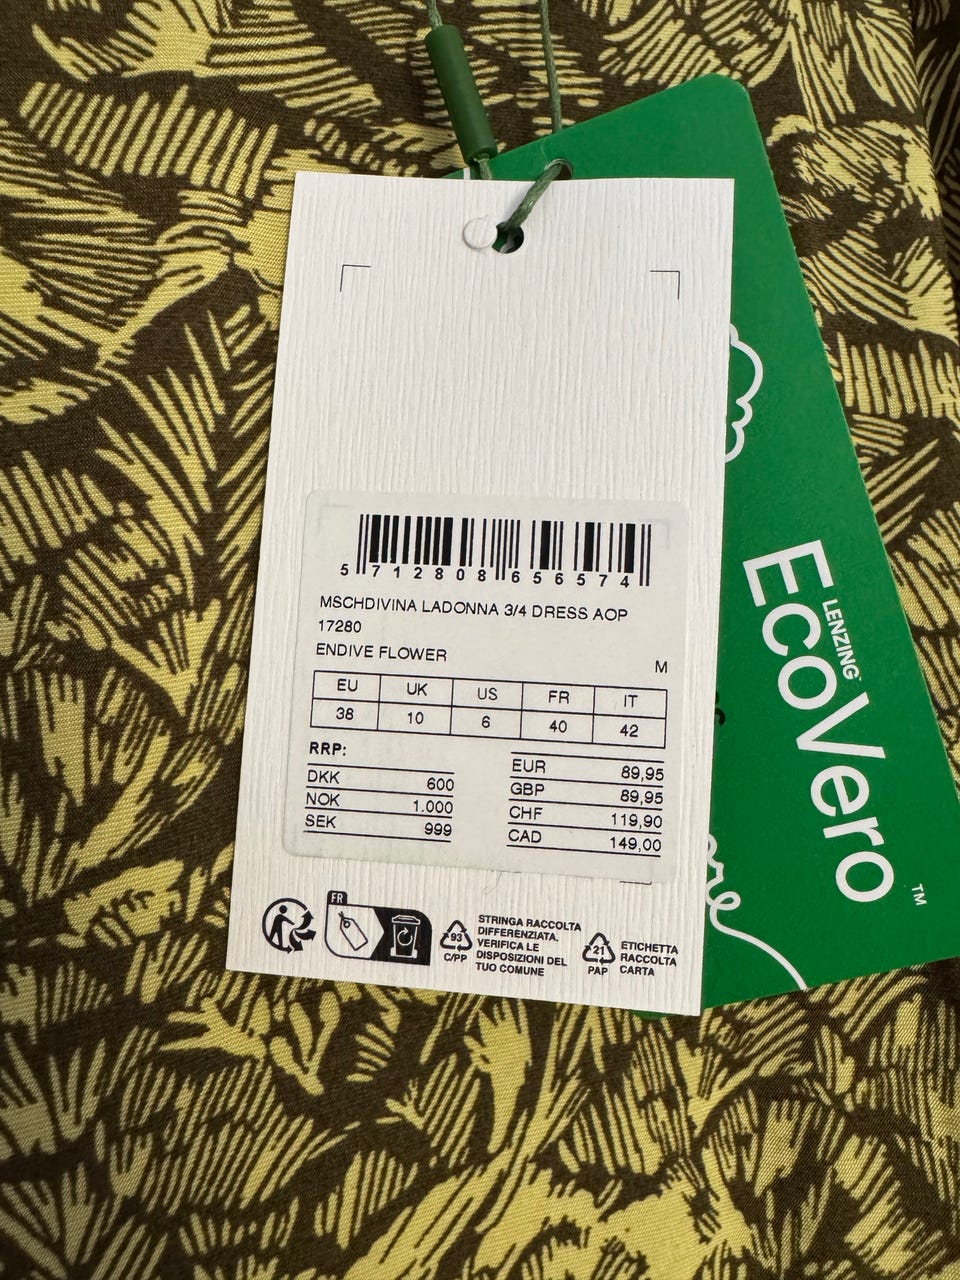 5 712808 656574
MSCHDIVINA LADONNA 3/4 DRESS AOP
17280
ENDIVE FLOWER
M
EU UK US FR IT
38 10 6 40 42
RRP:
DKK 600
NOK 1.000
SEK 999
EUR 89,95
GBP 89,95
CHF 119,90
CAD 149,00
FR
93
C/PP
STRINGA RACCOLTA
DIFFERENZIATA.
VERIFICA LE
DISPOSIZIONI DEL
TUO COMUNE
21
PAP
ETICHETTA
RACCOLTA
CARTA
LENZING
EcoVero™